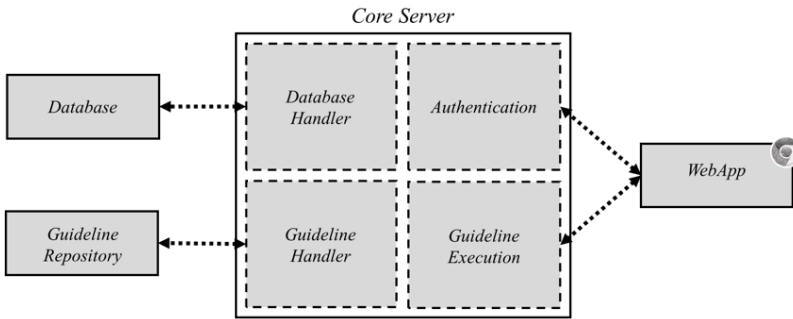 Core Server
Database
Database
Handler
Authentication
WebApp
Guideline
Repository
Guideline
Handler
Guideline
Execution